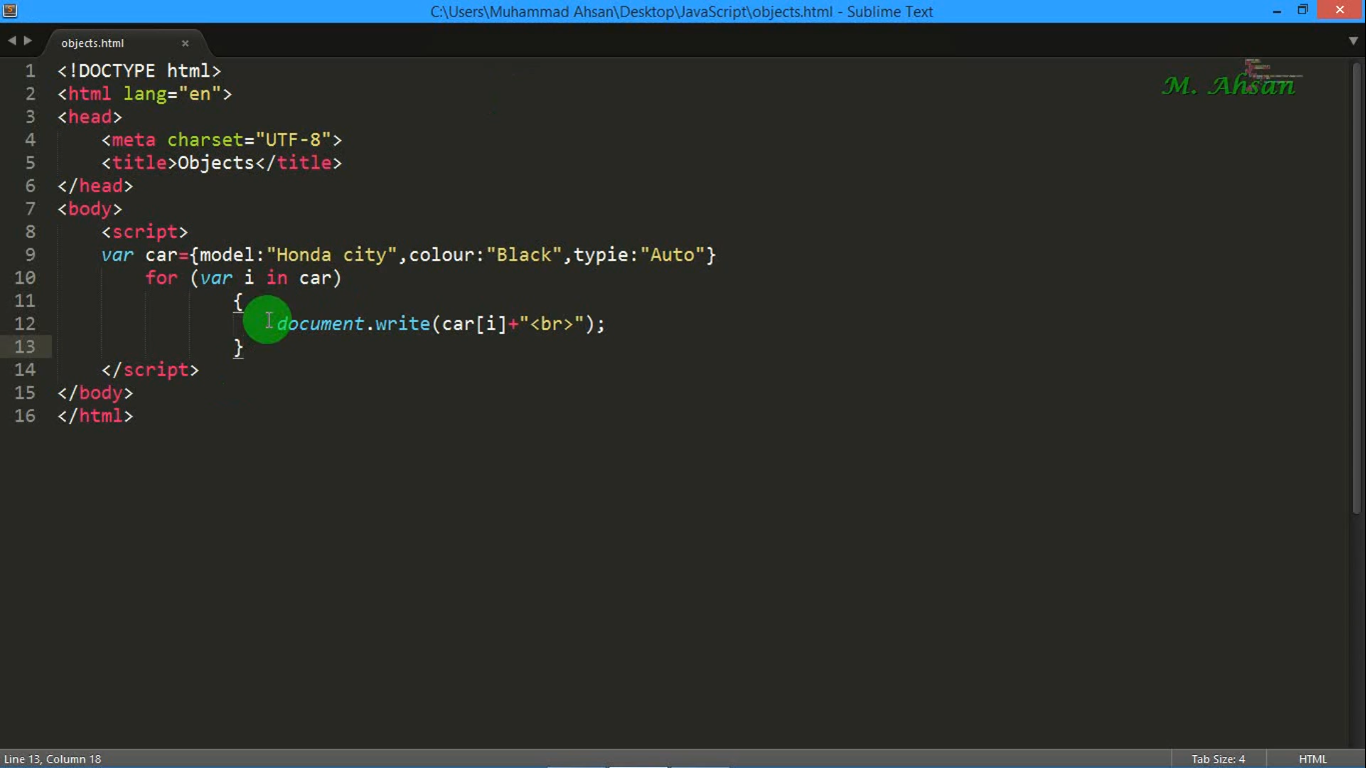 C:\Users\Muhammad Ahsan\Desktop\JavaScript\objects.html - Sublime Text
objects.html ×
M. Ahsan
1 <!DOCTYPE html>
2 <html lang="en">
3 <head>
4     <meta charset="UTF-8">
5     <title>Objects</title>
6 </head>
7 <body>
8     <script>
9     var car={model:"Honda city",colour:"Black",typie:"Auto"}
10         for (var i in car)
11                 {
12                     document.write(car[i]+"<br>");
13                 }
14     </script>
15 </body>
16 </html>
Line 13, Column 18 Tab Size: 4 HTML